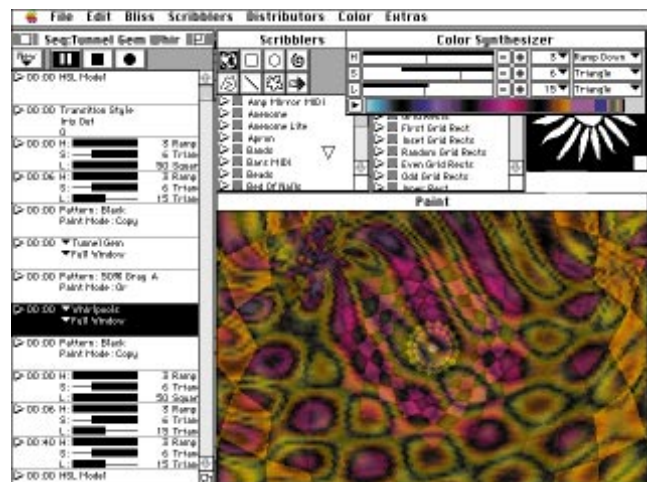 File Edit Bliss Scribblers Distributors Color Extras
Seq:Tunnel Gem Whir
00:00 HSL Model
00:00 Transition Style
Iris Out
0
00:00 H: 3 Ramp
S: 6 Trian
L: 50 Squar
00:06 H: 3 Ramp
S: 6 Trian
L: 15 Trian
00:00 Pattern: Black
Paint Mode: Copy
00:00 Tunnel Gem
Full Window
00:00 Pattern: 50% Gray A
Paint Mode: Or
00:00 Whirlpools
Full Window
00:00 Pattern: Black
Paint Mode: Copy
00:00 H: 3 Ramp
S: 6 Trian
L: 50 Squar
00:06 H: 3 Ramp
S: 6 Trian
L: 15 Trian
00:40 H: 3 Ramp
S: 6 Trian
L: 15 Trian
00:00 HSL Model
Scribblers
Amp Mirror MIDI
Awesome
Awesome Lite
Apron
Bands
Bars MIDI
Beads
Bed Of Nails
Color Synthesizer
H 3 Ramp Down
S 6 Triangle
L 15 Triangle
Grid Rects
First Grid Rect
Inset Grid Rects
Random Grid Rects
Even Grid Rects
Odd Grid Rects
Inner Rect
Paint